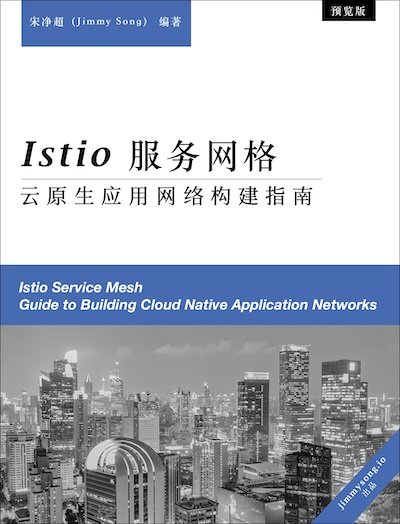 宋净超（Jimmy Song） 编著
预览版
Istio 服务网格
云原生应用网络构建指南
Istio Service Mesh
Guide to Building Cloud Native Application Networks
jimmysong.io
出品